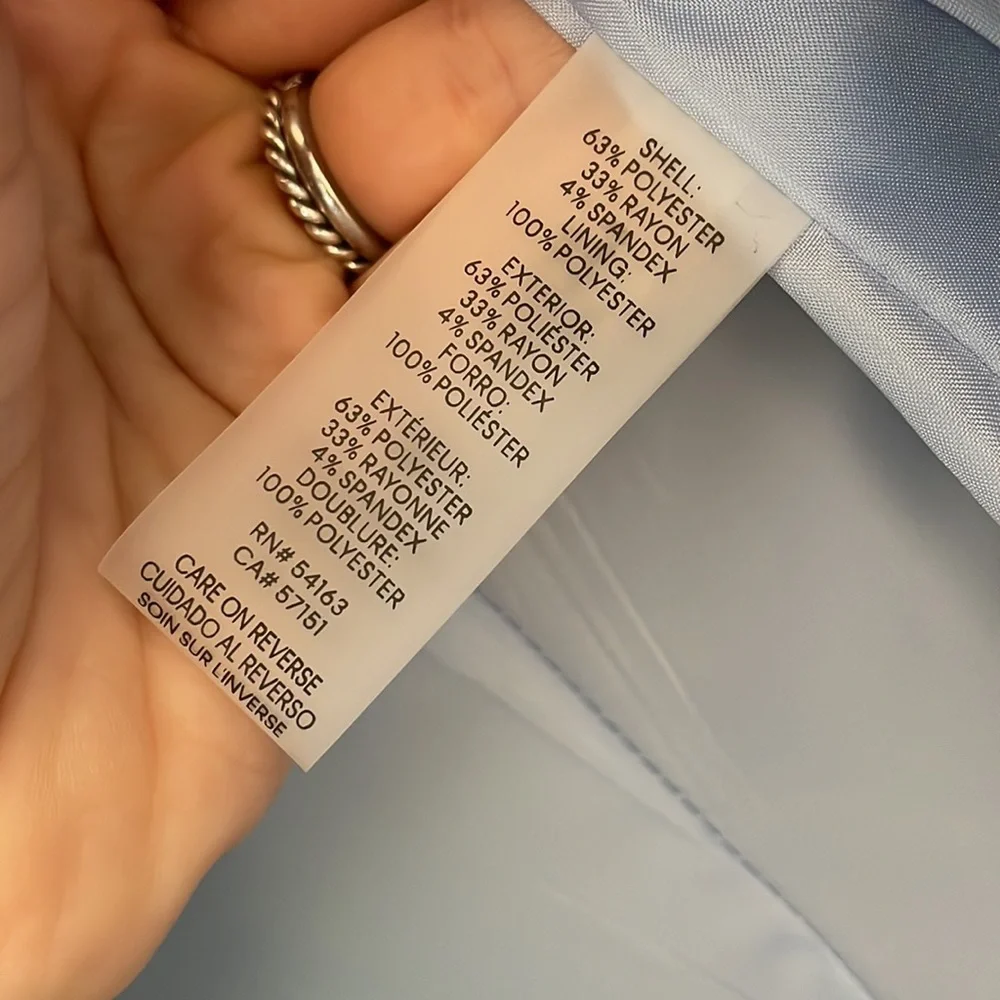 SHELL:
63% POLYESTER
33% RAYON
4% SPANDEX
LINING:
100% POLYESTER
EXTERIOR:
63% POLIÉSTER
33% RAYON
4% SPANDEX
FORRO:
100% POLIÉSTER
EXTÉRIEUR:
63% POLYESTER
33% RAYONNE
4% SPANDEX
DOUBLURE:
100% POLYESTER
RN# 54163
CA# 57151
CARE ON REVERSE
CUIDADO AL REVERSO
SOIN SUR L'INVERSE